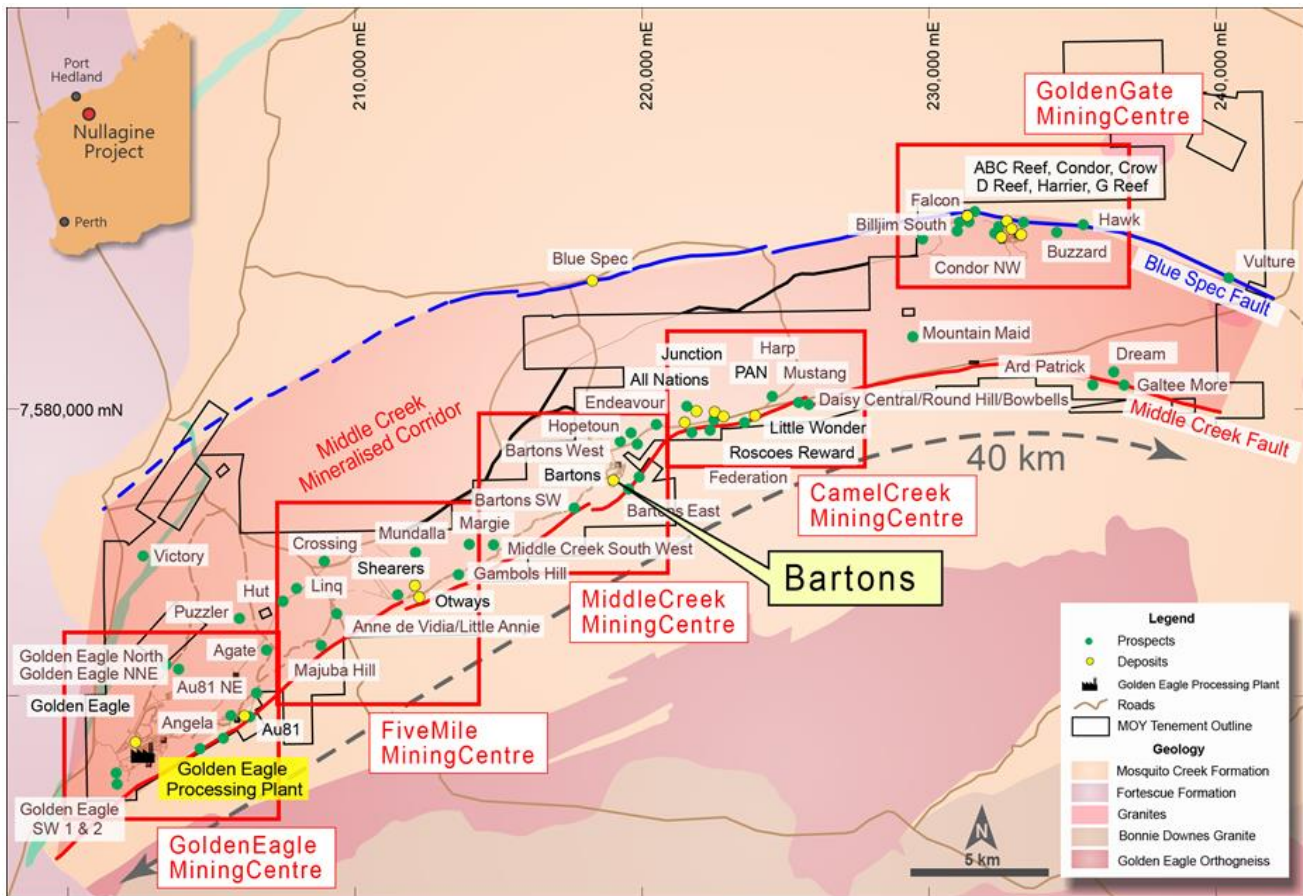 210,000 mE
220,000 mE
230,000 mE
240,000 mE
Port
Hedland
Nullagine
Project
Perth
GoldenGate
MiningCentre
ABC Reef, Condor, Crow
D Reef, Harrier, G Reef
Falcon
Billjim South
Hawk
Condor NW
Buzzard
Blue Spec
Vulture
Blue Spec Fault
Mountain Maid
Junction
Harp
PAN
Mustang
All Nations
Ard Patrick
Dream
Galtee More
7,580,000 mN
Endeavour
Daisy Central/Round Hill/Bowbells
Middle Creek Fault
Middle Creek
Mineralised Corridor
Hopetoun
Little Wonder
Bartons West
Roscoes Reward
40 km
Bartons
Federation
Bartons SW
Bartons East
CamelCreek
MiningCentre
Mundalla
Margie
Crossing
Middle Creek South West
Victory
Shearers
Gambols Hill
Bartons
Hut
Linq
Otways
MiddleCreek
MiningCentre
Puzzler
Anne de Vidia/Little Annie
Agate
Golden Eagle North
Golden Eagle NNE
Majuba Hill
Au81 NE
Golden Eagle
Angela
Au81
FiveMile
MiningCentre
Golden Eagle
Processing Plant
Golden Eagle
SW 1 & 2
GoldenEagle
MiningCentre
N
5 km
Legend
Prospects
Deposits
Golden Eagle Processing Plant
Roads
MOY Tenement Outline
Geology
Mosquito Creek Formation
Fortescue Formation
Granites
Bonnie Downes Granite
Golden Eagle Orthogneiss